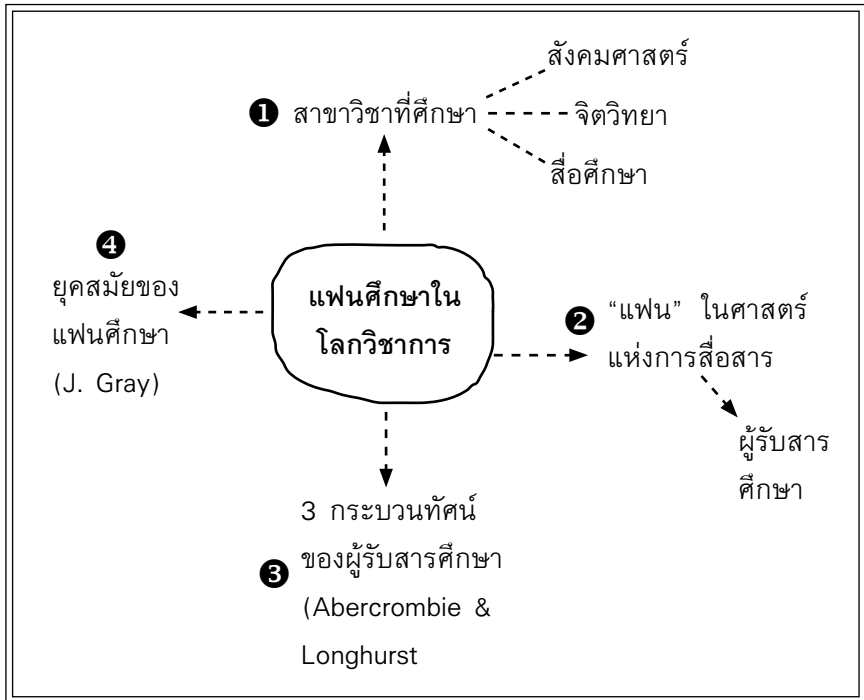 แฟนศึกษาใน
โลกวิชาการ
❶ สาขาวิชาที่ศึกษา
สังคมศาสตร์
จิตวิทยา
สื่อศึกษา
❷ “แฟน” ในศาสตร์
แห่งการสื่อสาร
ผู้รับสาร
ศึกษา
❸
3 กระบวนทัศน์
ของผู้รับสารศึกษา
(Abercrombie &
Longhurst
❹
ยุคสมัยของ
แฟนศึกษา
(J. Gray)